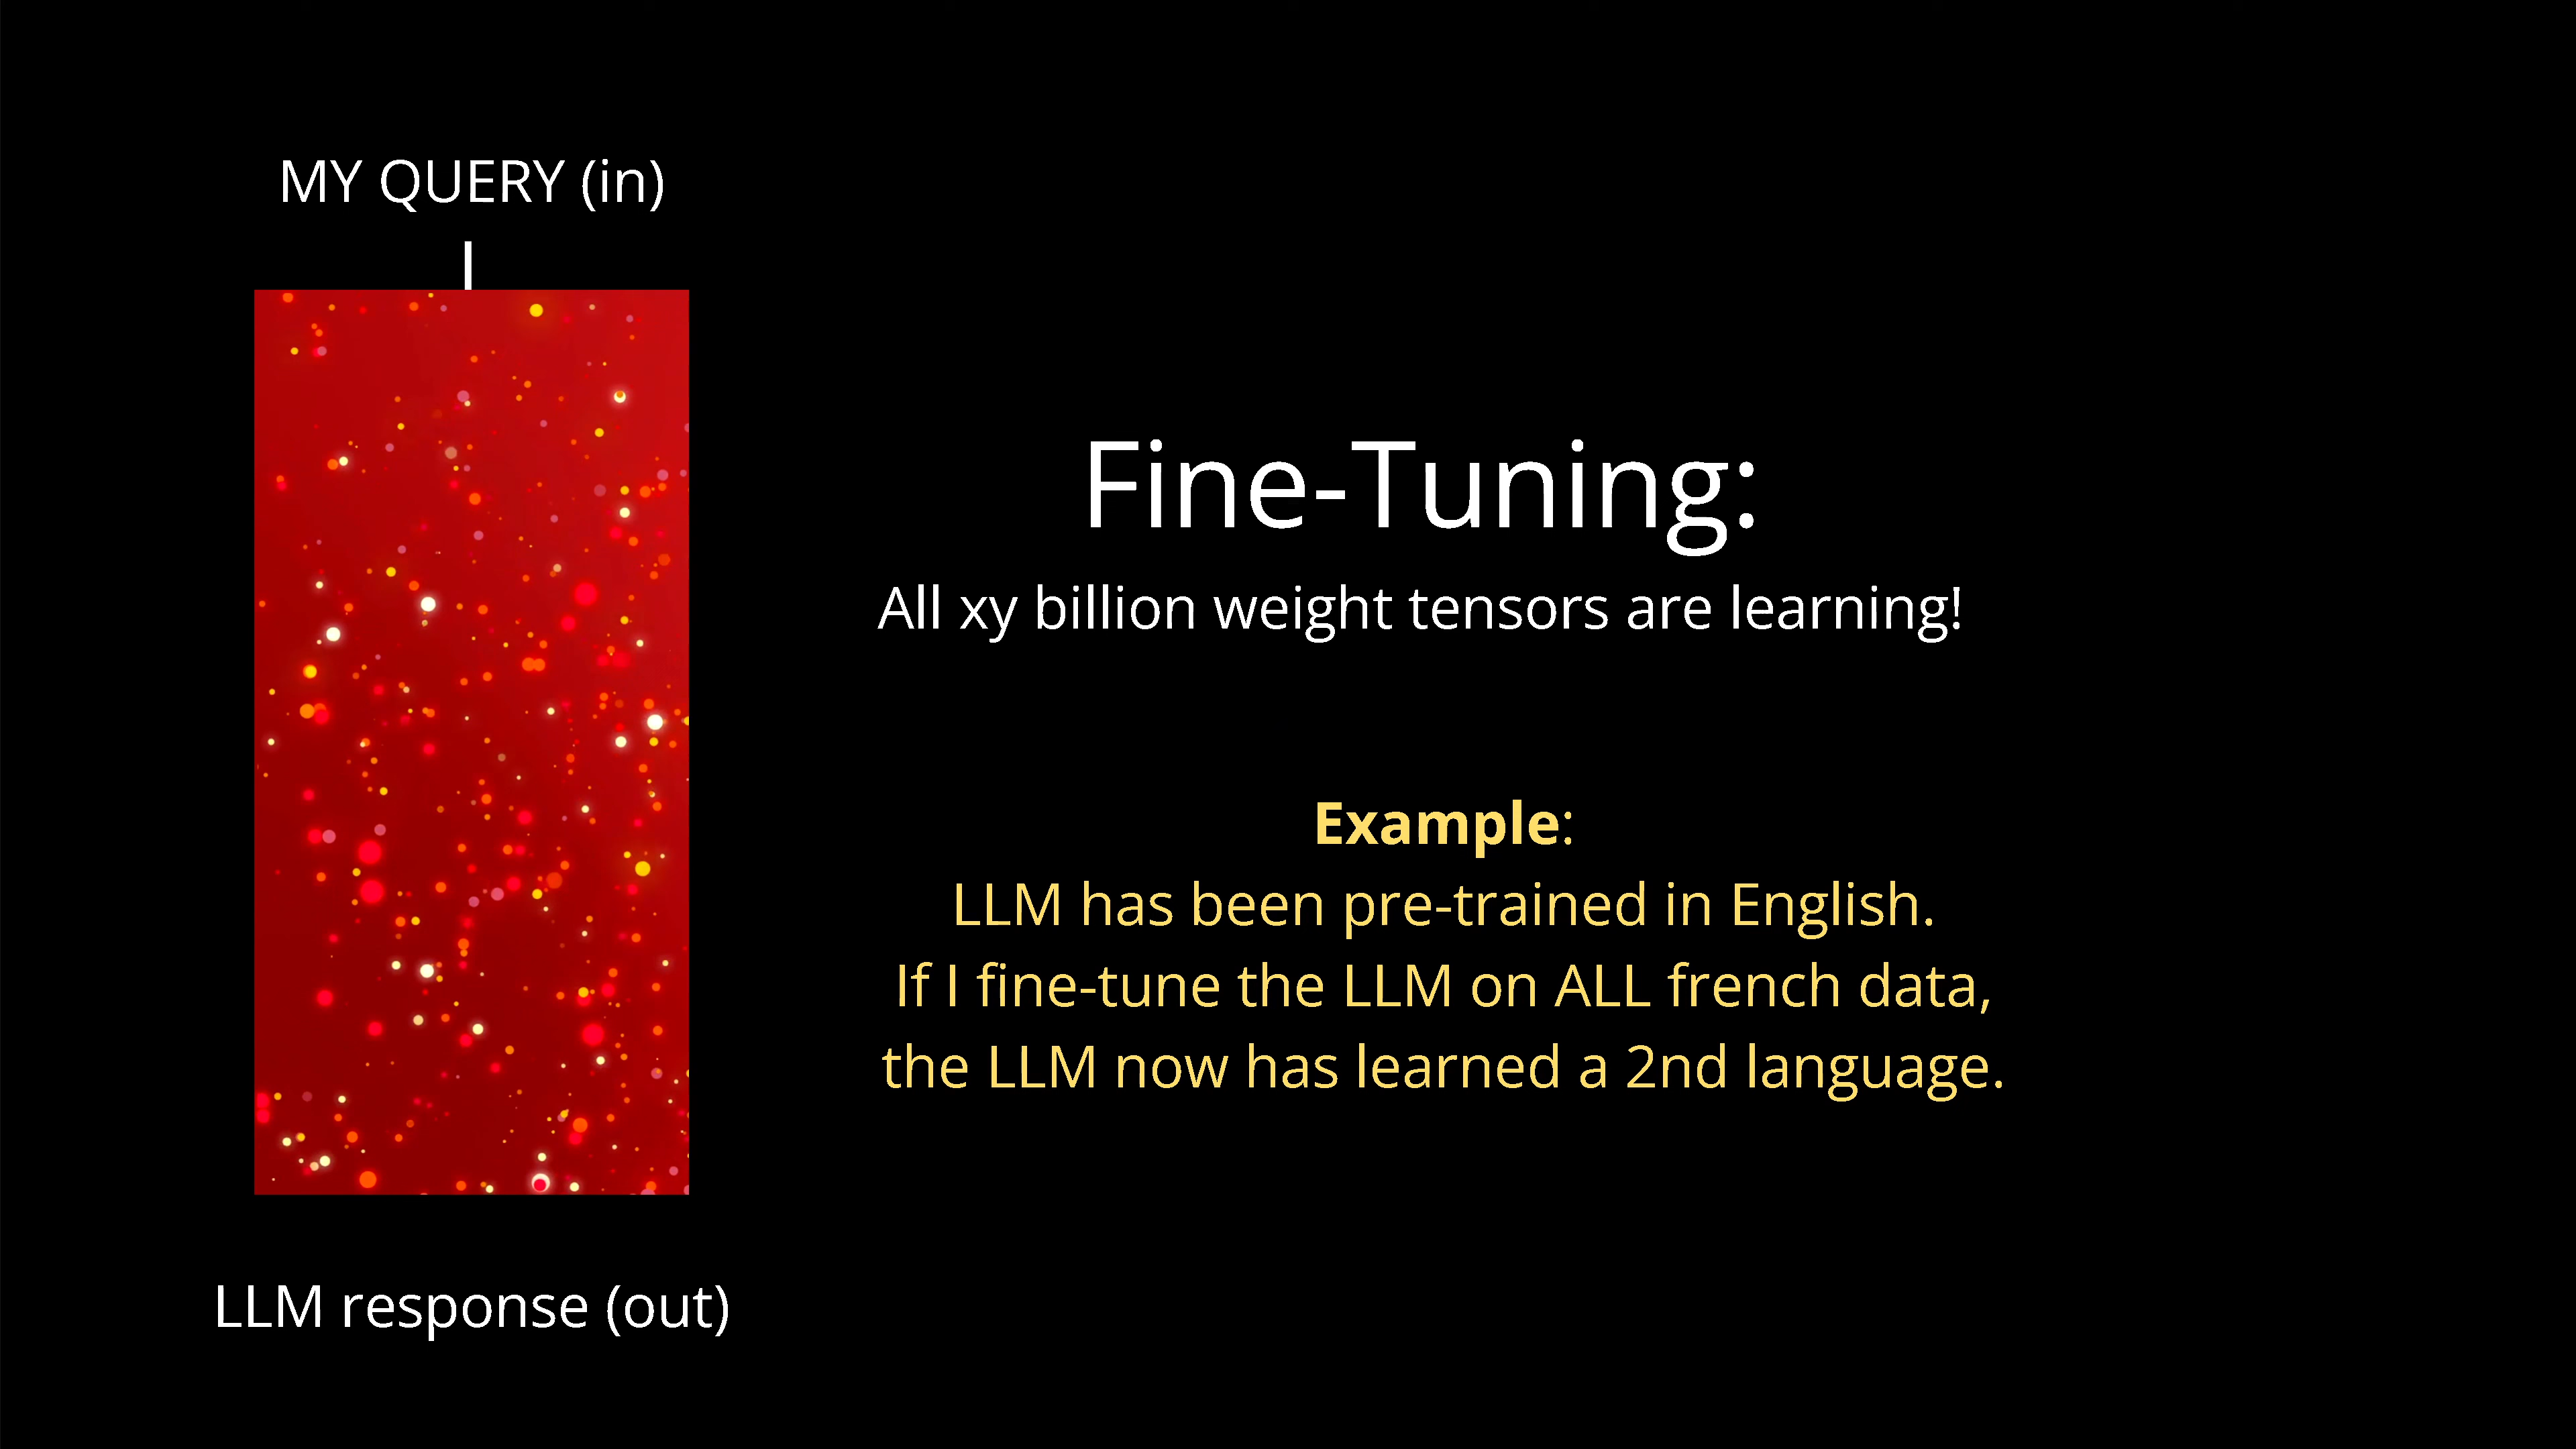 MY QUERY (in)
Fine-Tuning:
All xy billion weight tensors are learning!
Example:
LLM has been pre-trained in English.
If I fine-tune the LLM on ALL french data,
the LLM now has learned a 2nd language.
LLM response (out)